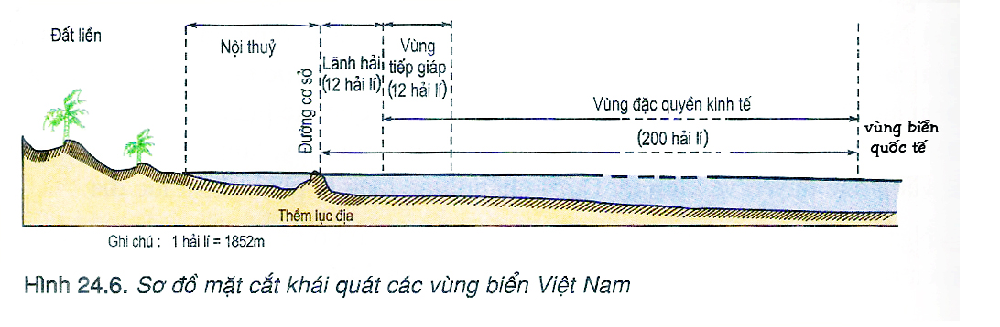 Đất liền
Nội thuỷ
Đường cơ sở
Lãnh hải
(12 hải lí)
Vùng
tiếp giáp
(12 hải lí)
Vùng đặc quyền kinh tế
(200 hải lí)
vùng biển
quốc tế
Thềm lục địa
Ghi chú : 1 hải lí = 1852m
Hình 24.6. Sơ đồ mặt cắt khái quát các vùng biển Việt Nam